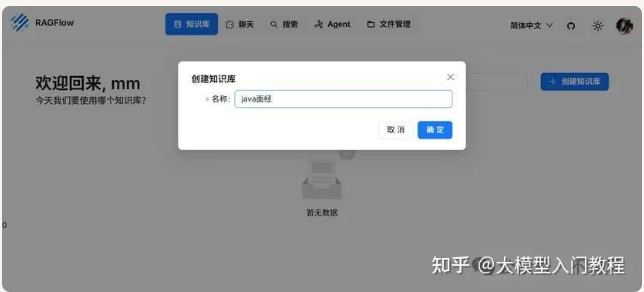 RAGFlow
知识库 聊天 搜索 Agent 文件管理 简体中文
欢迎回来, mm
今天我们要使用哪个知识库?
创建知识库
创建知识库
* 名称: java面经
取消 确定
暂无数据
0
知乎 @大模型入门教程